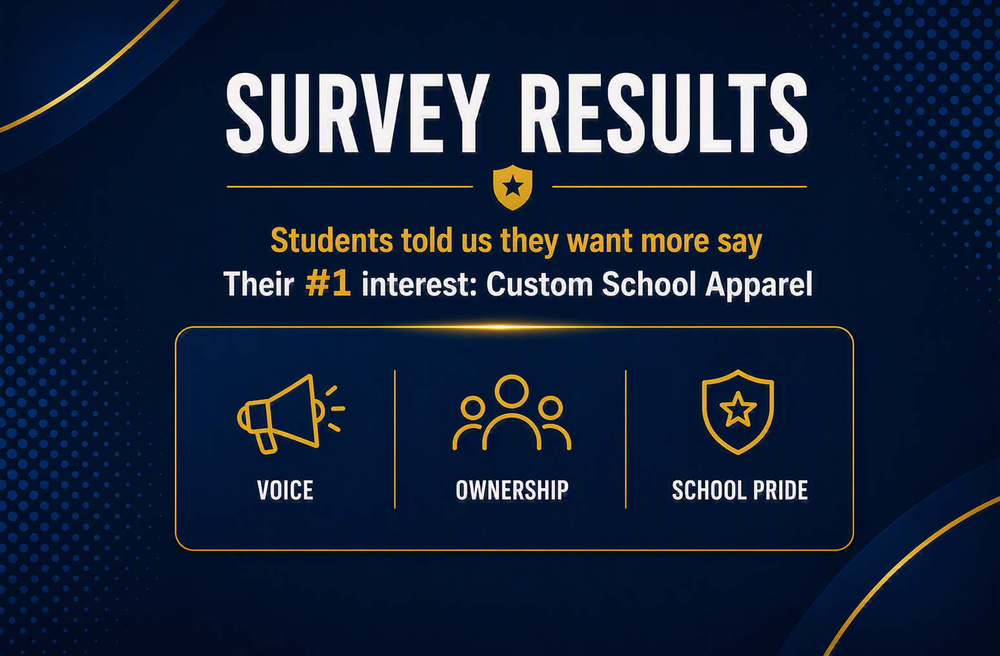 SURVEY RESULTS
Students told us they want more say
Their #1 interest: Custom School Apparel
VOICE
OWNERSHIP
SCHOOL PRIDE